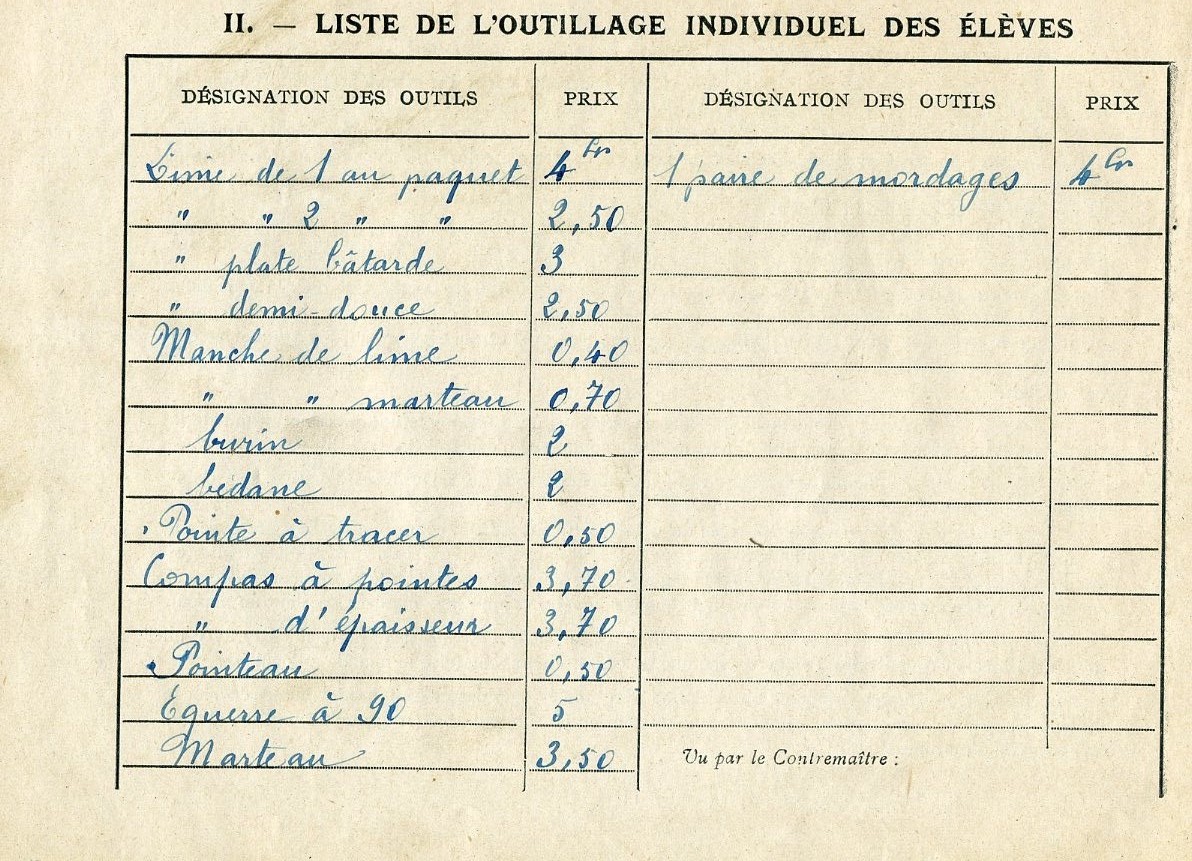 II. — LISTE DE L'OUTILLAGE INDIVIDUEL DES ÉLÈVES
DÉSIGNATION DES OUTILS PRIX DÉSIGNATION DES OUTILS PRIX
Lime de 1 au paquet 4 frs 1 paire de mordages 4 frs
" " 2 " " 2,50
" plate bâtarde 3
" demi-douce 2,50
Manche de lime 0,40
" " marteau 0,70
burin 2
bedane 2
Pointe à tracer 0,50
Compas à pointes 3,70
" d'épaisseur 3,70
Pointeau 0,50
Equerre à 90 5
Marteau 3,50 Vu par le Contremaître :